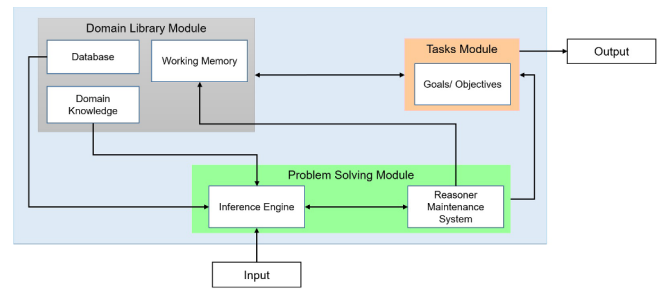 Domain Library Module
Database
Working Memory
Domain
Knowledge
Tasks Module
Goals/ Objectives
Output
Problem Solving Module
Inference Engine
Reasoner
Maintenance
System
Input